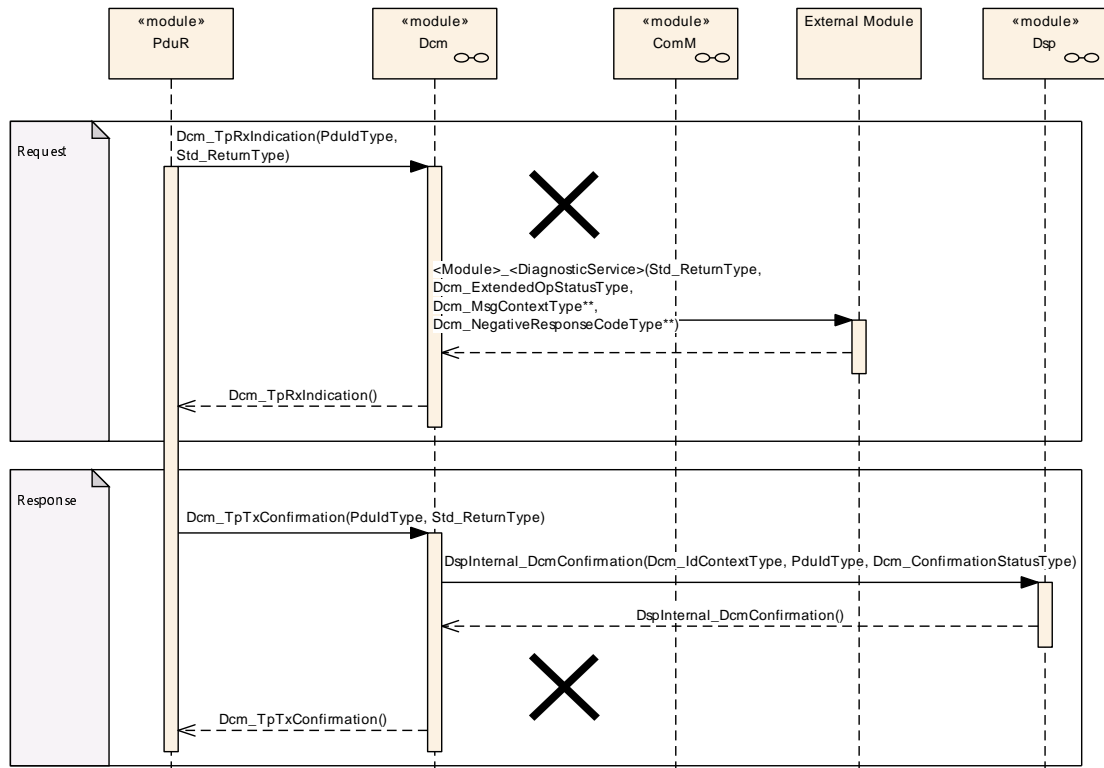 «module»
PduR
«module»
Dcm
«module»
ComM
External Module
«module»
Dsp
Request
Dcm_TpRxIndication(PduIdType,
Std_ReturnType)
<Module>_<DiagnosticService>(Std_ReturnType,
Dcm_ExtendedOpStatusType,
Dcm_MsgContextType**,
Dcm_NegativeResponseCodeType**)
Dcm_TpRxIndication()
Response
Dcm_TpTxConfirmation(PduIdType, Std_ReturnType)
DspInternal_DcmConfirmation(Dcm_IdContextType, PduIdType, Dcm_ConfirmationStatusType)
DspInternal_DcmConfirmation()
Dcm_TpTxConfirmation()